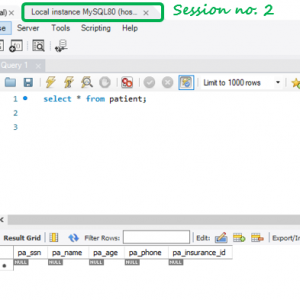 al) × Local instance MySQL80 (hos... × Session no. 2
se Server Tools Scripting Help
Query 1 ×
Limit to 1000 rows
1 select * from patient;
2
3
Result Grid Filter Rows: Edit: Export/In
pa_ssn pa_name pa_age pa_phone pa_insurance_id
NULL NULL NULL NULL NULL